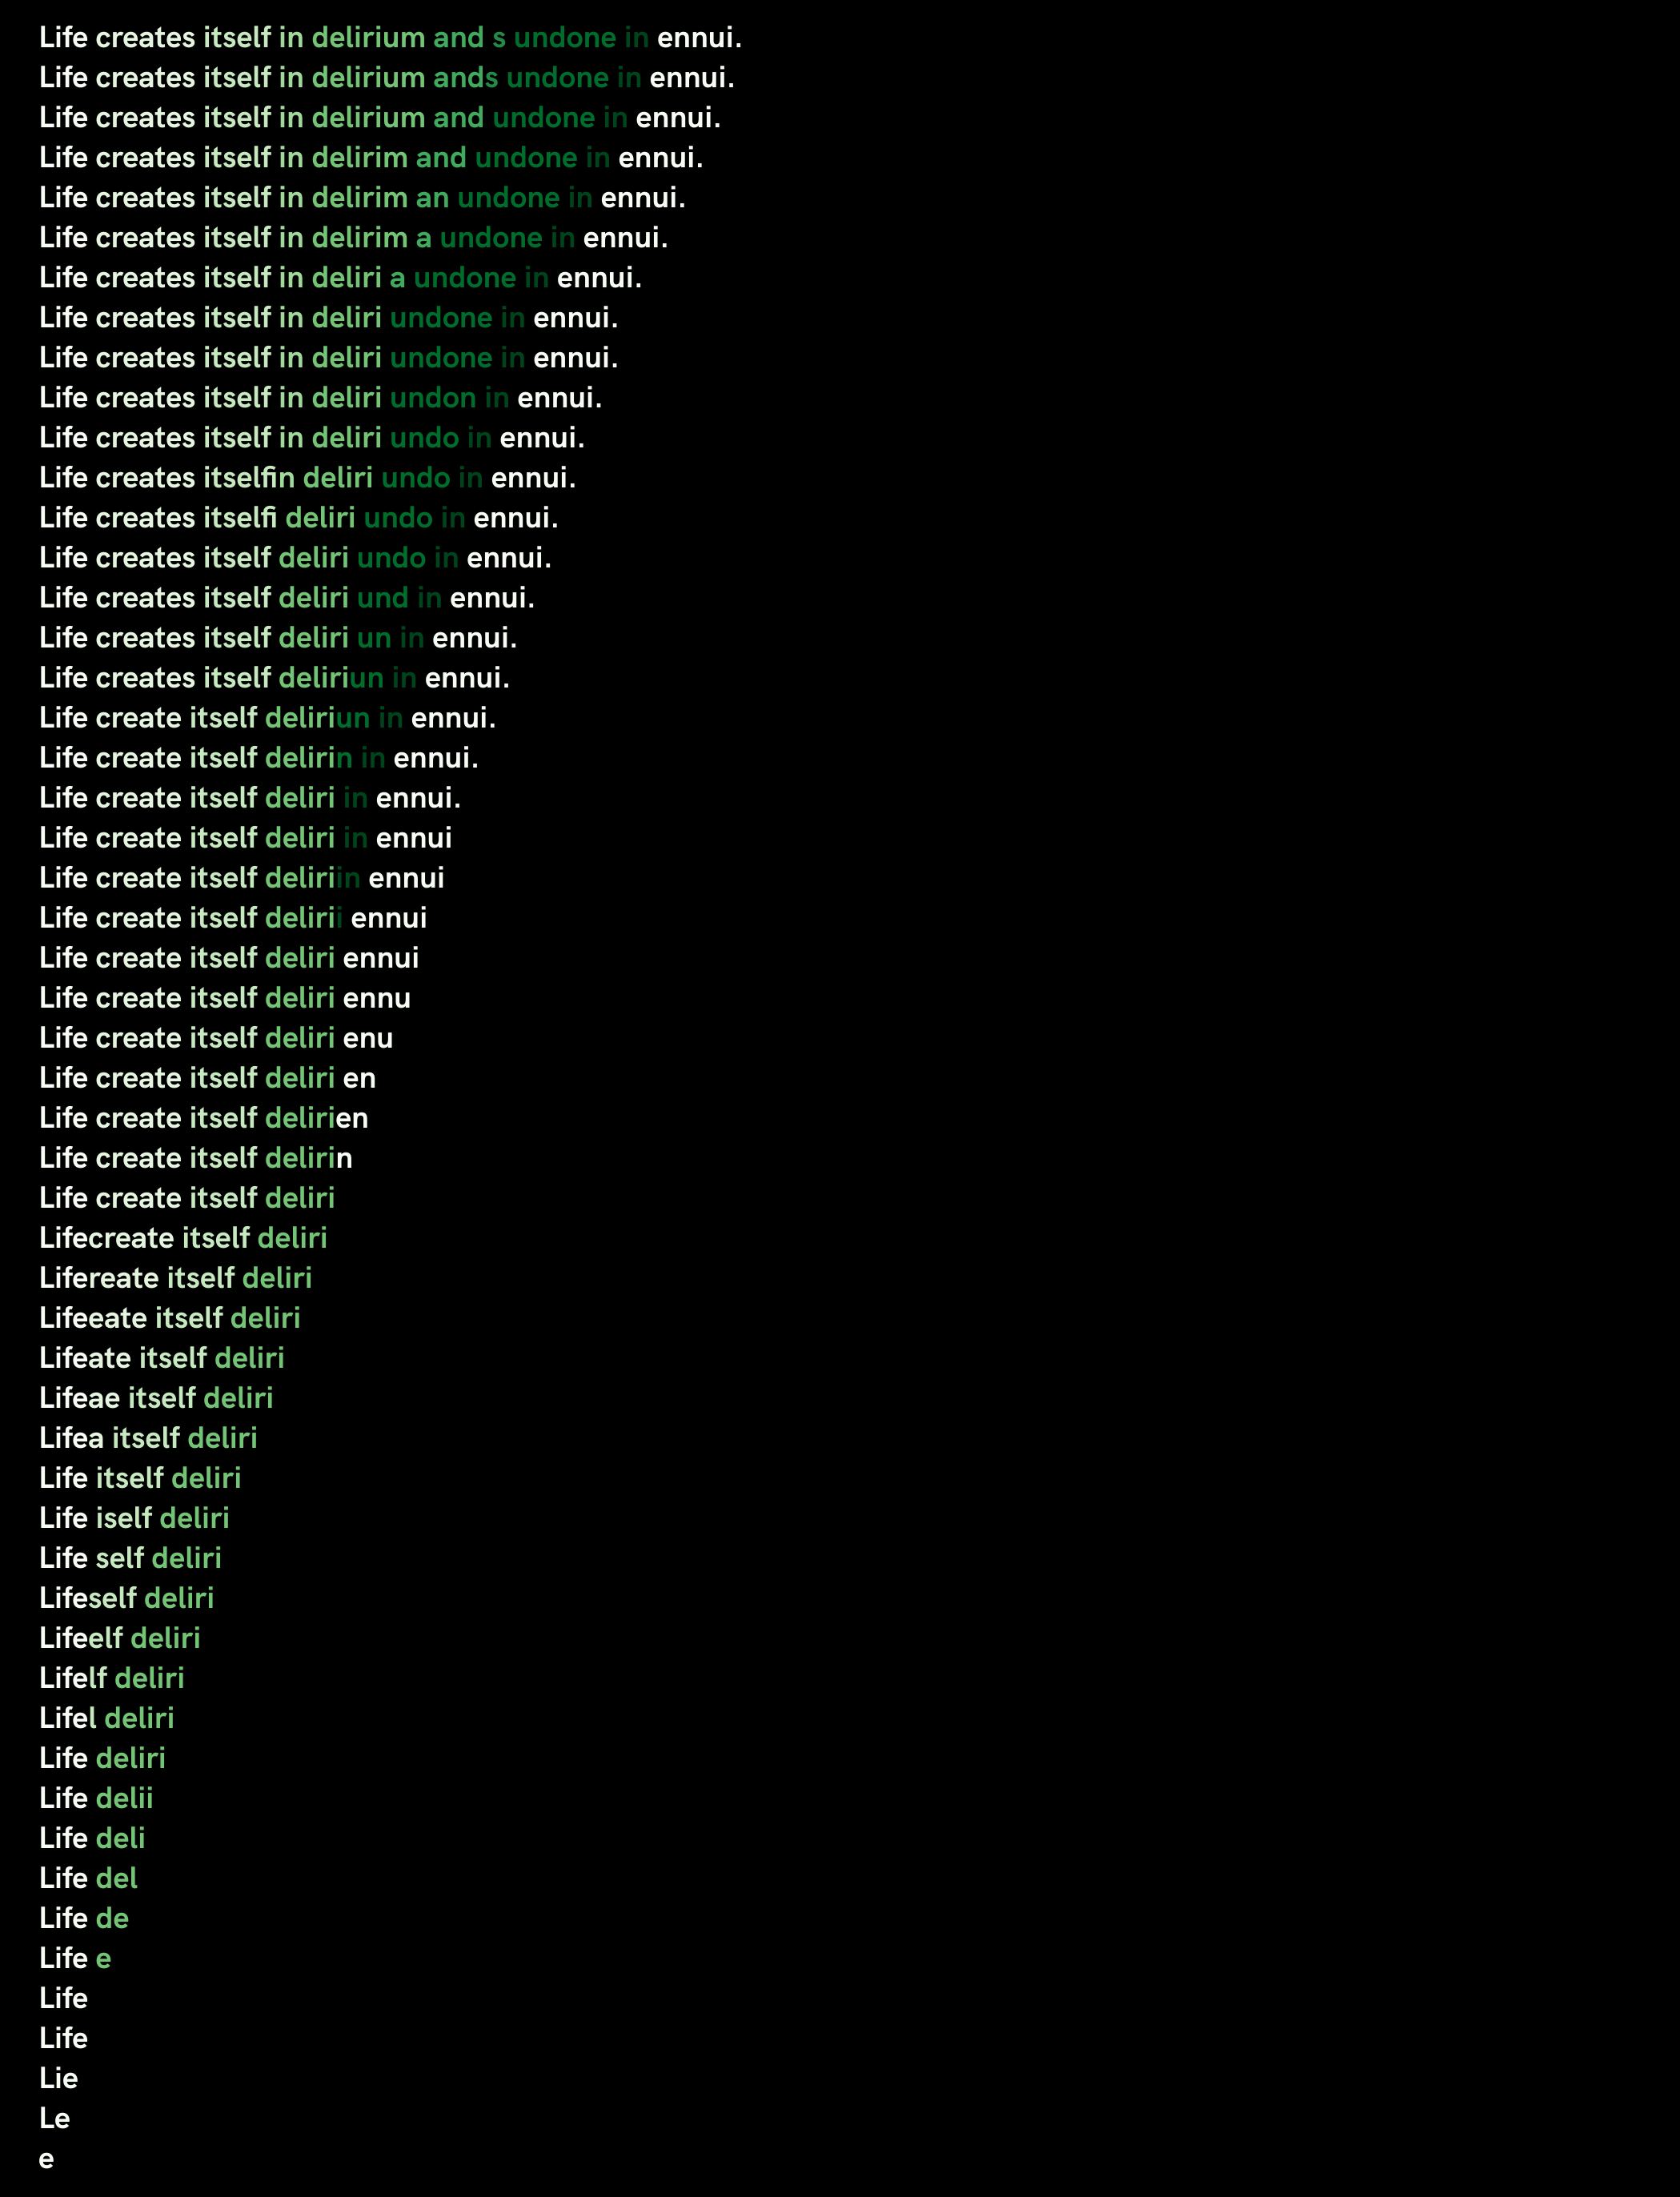 Life creates itself in delirium and s undone in ennui.
Life creates itself in delirium ands undone in ennui.
Life creates itself in delirium and undone in ennui.
Life creates itself in delirim and undone in ennui.
Life creates itself in delirim an undone in ennui.
Life creates itself in delirim a undone in ennui.
Life creates itself in deliri a undone in ennui.
Life creates itself in deliri undone in ennui.
Life creates itself in deliri undone in ennui.
Life creates itself in deliri undon in ennui.
Life creates itself in deliri undo in ennui.
Life creates itselfin deliri undo in ennui.
Life creates itselfi deliri undo in ennui.
Life creates itself deliri undo in ennui.
Life creates itself deliri und in ennui.
Life creates itself deliri un in ennui.
Life creates itself deliriun in ennui.
Life create itself deliriun in ennui.
Life create itself delirin in ennui.
Life create itself deliri in ennui.
Life create itself deliri in ennui
Life create itself deliriin ennui
Life create itself delirii ennui
Life create itself deliri ennui
Life create itself deliri ennu
Life create itself deliri enu
Life create itself deliri en
Life create itself delirien
Life create itself delirin
Life create itself deliri
Lifecreate itself deliri
Lifereate itself deliri
Lifeeate itself deliri
Lifeate itself deliri
Lifeae itself deliri
Lifea itself deliri
Life itself deliri
Life iself deliri
Life self deliri
Lifeself deliri
Lifeelf deliri
Lifelf deliri
Lifel deliri
Life deliri
Life delii
Life deli
Life del
Life de
Life e
Life
Life
Lie
Le
e